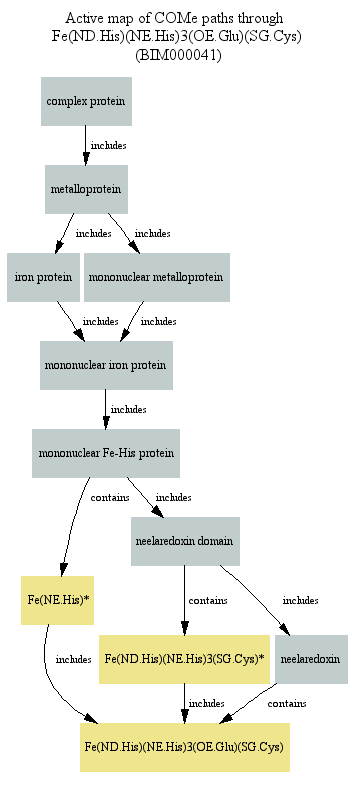 Active map of COMe paths through
Fe(ND.His)(NE.His)3(OE.Glu)(SG.Cys)
(BIM000041)
complex protein
includes
metalloprotein
includes
includes
iron protein
mononuclear metalloprotein
includes
includes
mononuclear iron protein
includes
mononuclear Fe-His protein
contains
includes
neelaredoxin domain
Fe(NE.His)*
contains
includes
includes
Fe(ND.His)(NE.His)3(SG.Cys)*
neelaredoxin
includes
contains
Fe(ND.His)(NE.His)3(OE.Glu)(SG.Cys)